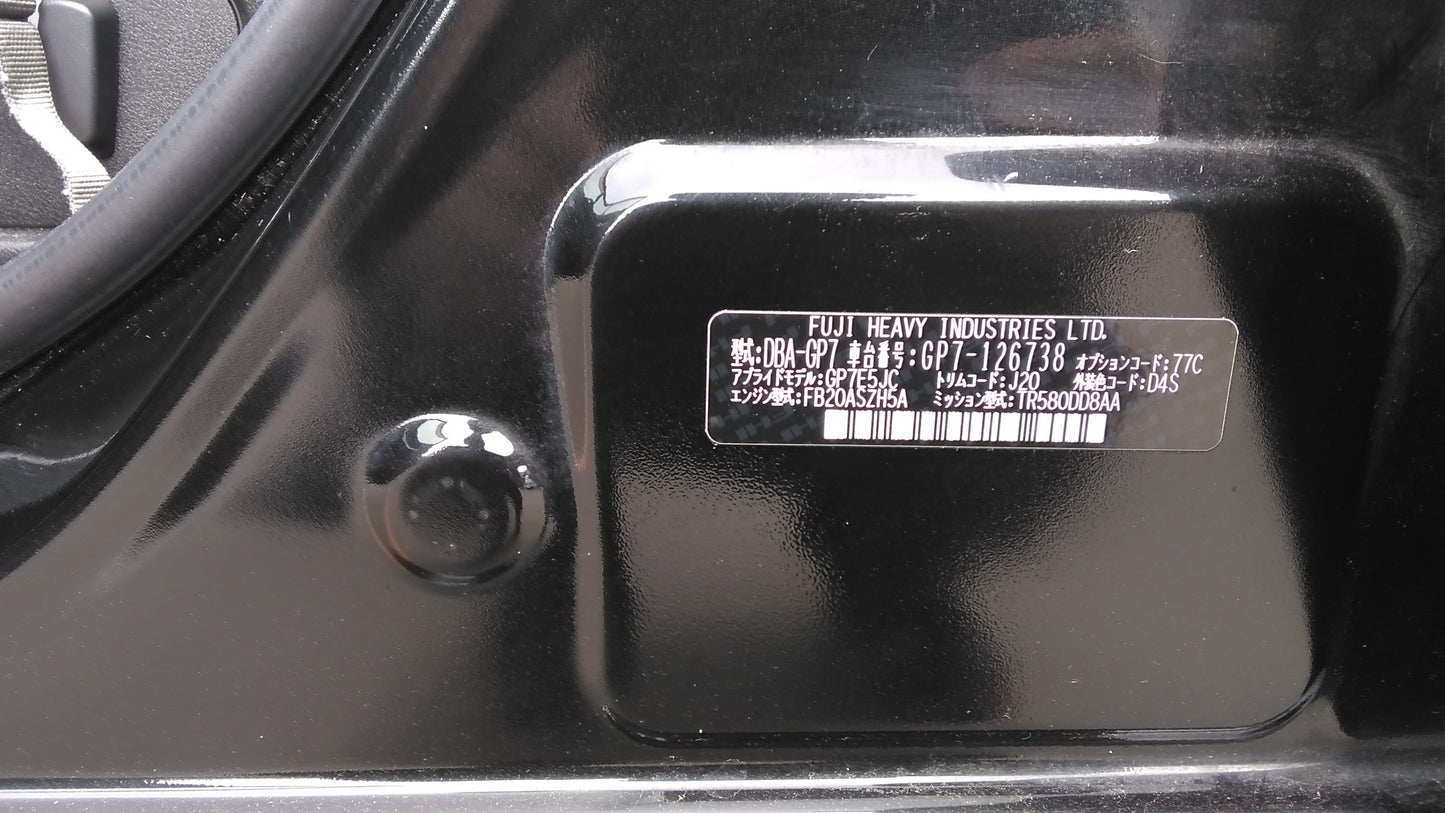 FUJI HEAVY INDUSTRIES LTD.
型式:DBA-GP7 車台番号:GP7-126738 オプションコード:77C
アプライドモデル:GP7E5JC トリムコード:J20 外装色コード:D4S
エンジン型式:FB20ASZH5A ミッション型式:TR580DD8AA